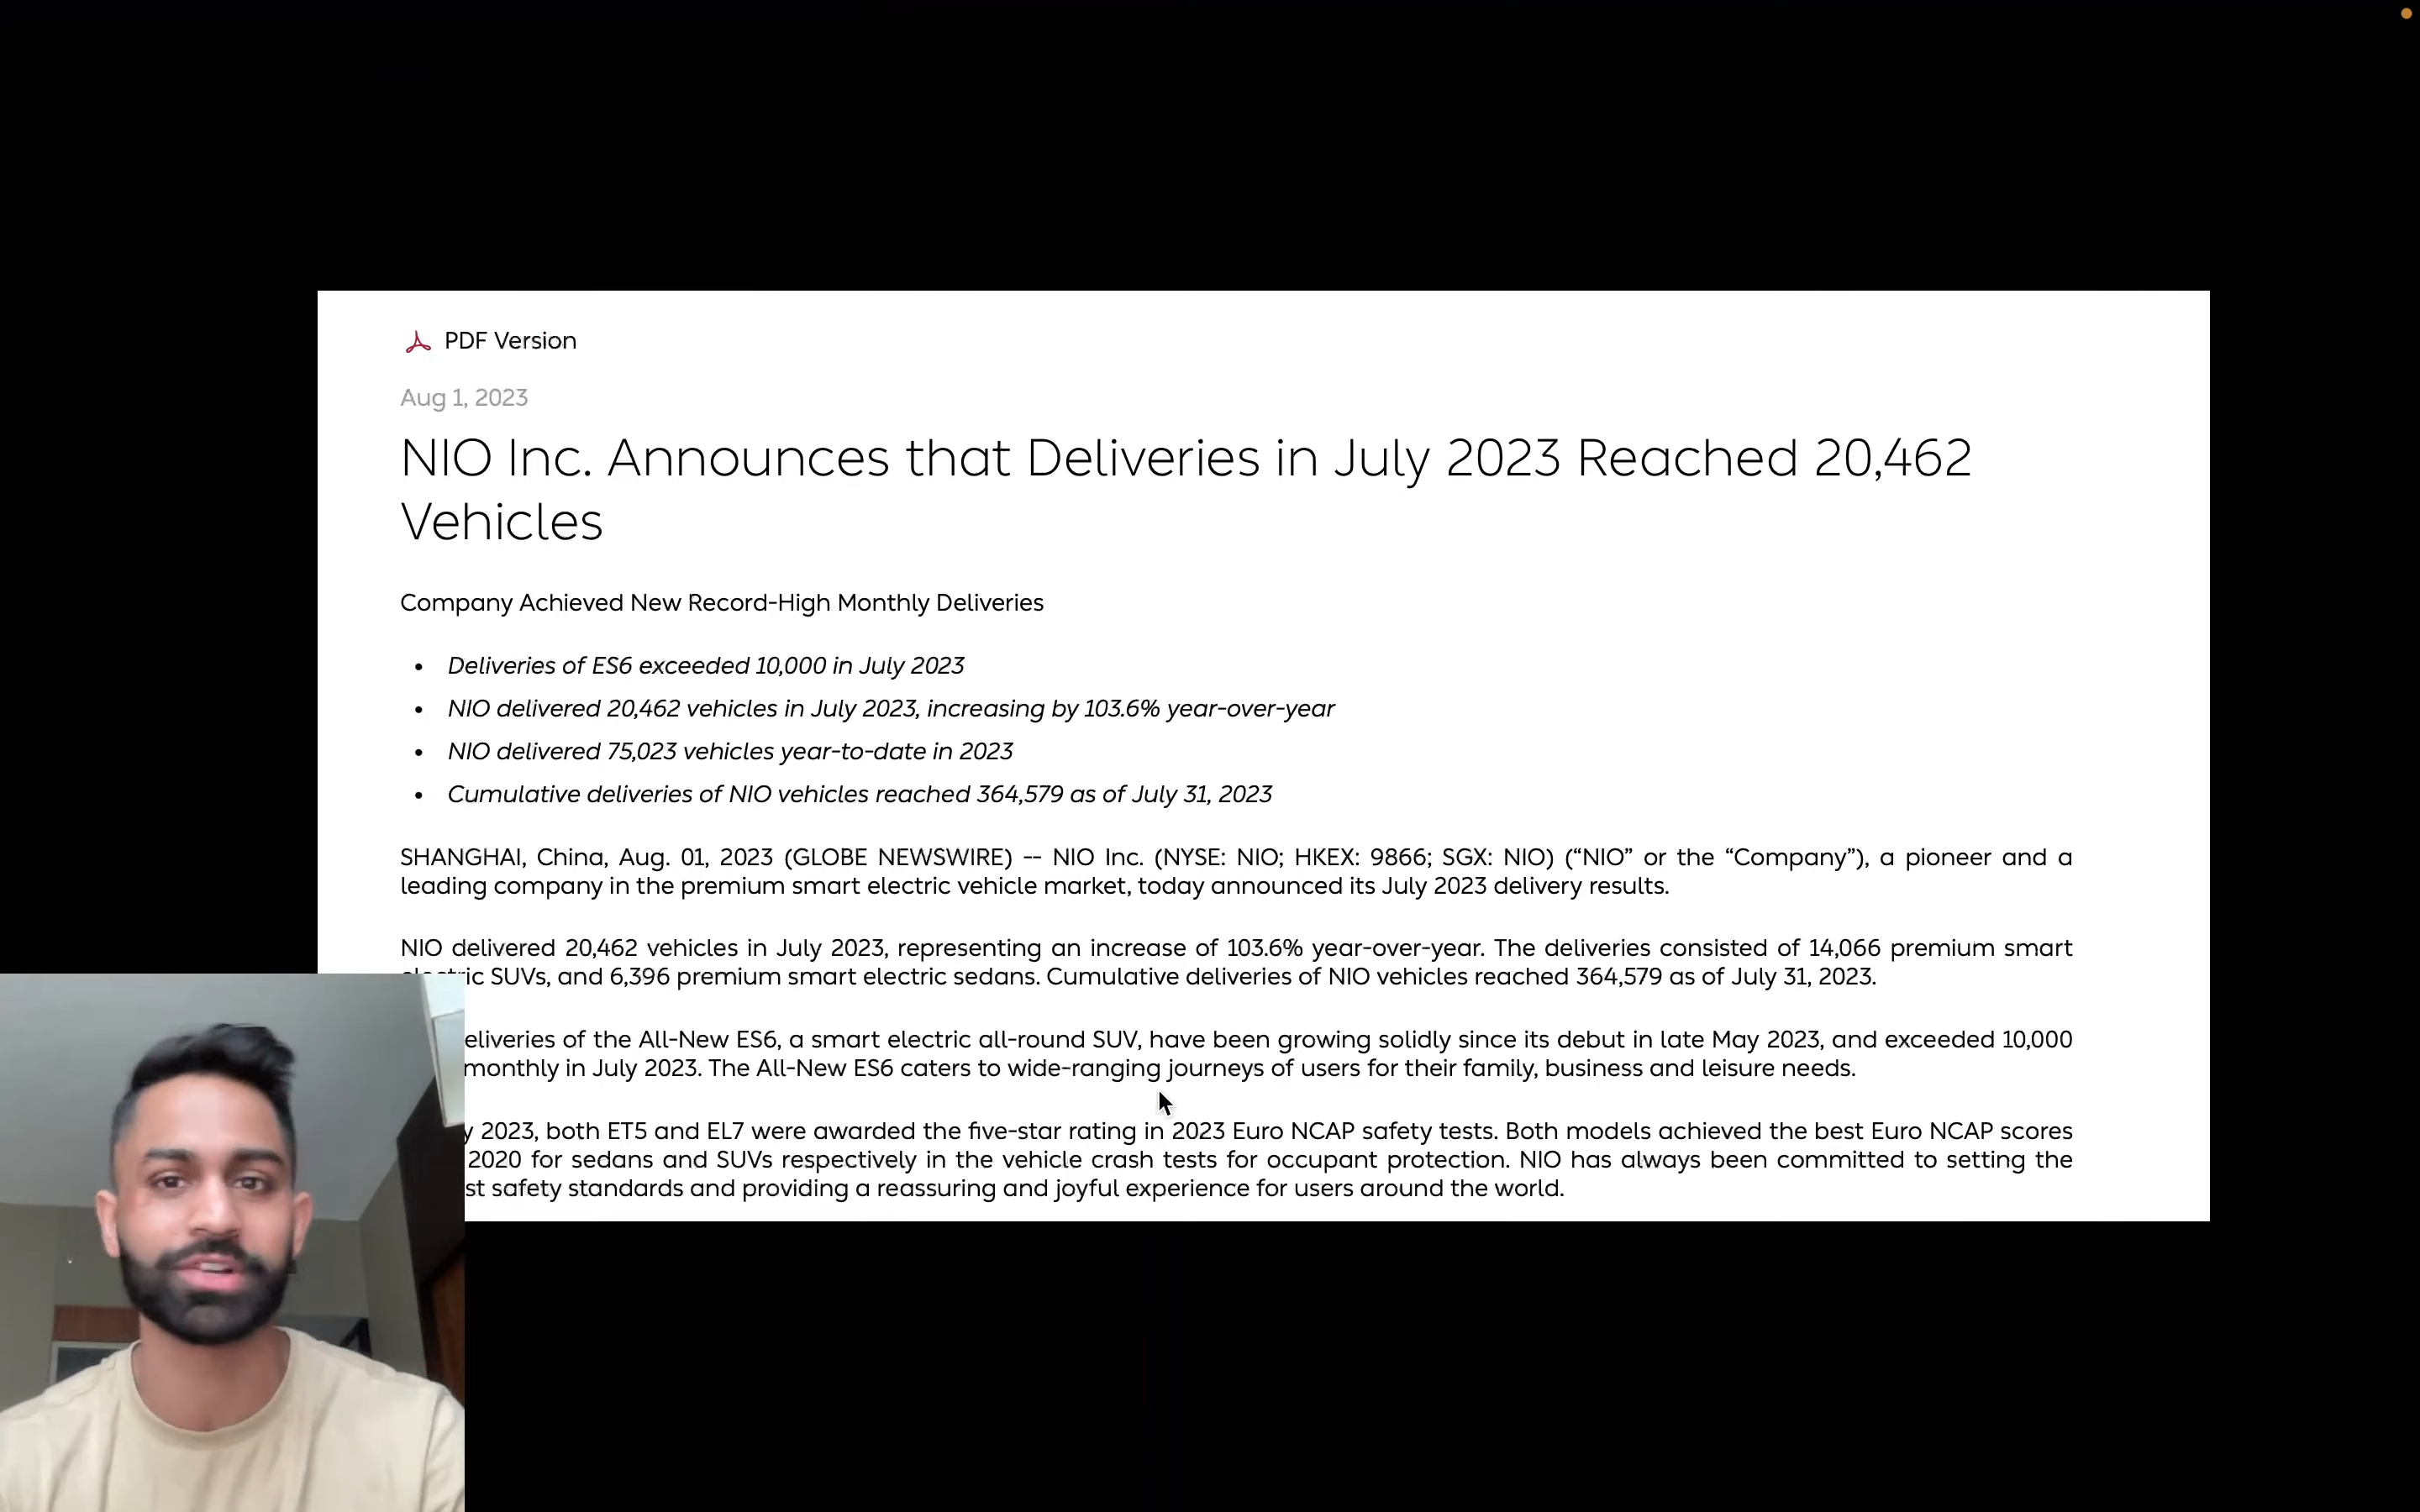 PDF Version
Aug 1, 2023
NIO Inc. Announces that Deliveries in July 2023 Reached 20,462
Vehicles
Company Achieved New Record-High Monthly Deliveries
• Deliveries of ES6 exceeded 10,000 in July 2023
• NIO delivered 20,462 vehicles in July 2023, increasing by 103.6% year-over-year
• NIO delivered 75,023 vehicles year-to-date in 2023
• Cumulative deliveries of NIO vehicles reached 364,579 as of July 31, 2023
SHANGHAI, China, Aug. 01, 2023 (GLOBE NEWSWIRE) -- NIO Inc. (NYSE: NIO; HKEX: 9866; SGX: NIO) (“NIO” or the “Company”), a pioneer and a
leading company in the premium smart electric vehicle market, today announced its July 2023 delivery results.
NIO delivered 20,462 vehicles in July 2023, representing an increase of 103.6% year-over-year. The deliveries consisted of 14,066 premium smart
electric SUVs, and 6,396 premium smart electric sedans. Cumulative deliveries of NIO vehicles reached 364,579 as of July 31, 2023.
eliveries of the All-New ES6, a smart electric all-round SUV, have been growing solidly since its debut in late May 2023, and exceeded 10,000
monthly in July 2023. The All-New ES6 caters to wide-ranging journeys of users for their family, business and leisure needs.
y 2023, both ET5 and EL7 were awarded the five-star rating in 2023 Euro NCAP safety tests. Both models achieved the best Euro NCAP scores
2020 for sedans and SUVs respectively in the vehicle crash tests for occupant protection. NIO has always been committed to setting the
st safety standards and providing a reassuring and joyful experience for users around the world.